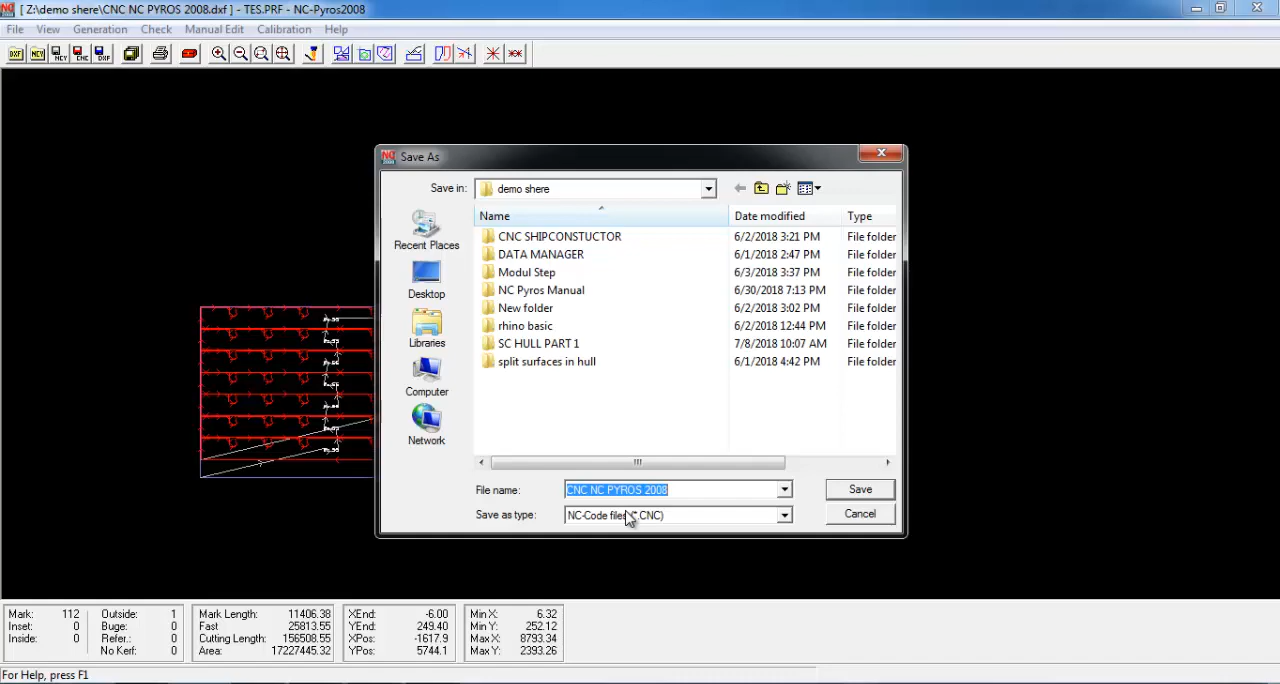 [ Z:\demo shere\CNC NC PYROS 2008.dxf ] - TES.PRF - NC-Pyros2008
File View Generation Check Manual Edit Calibration Help
DXF NCY NCY CNC DXF
Save As
Save in: demo shere
Name Date modified Type
CNC SHIPCONSTUCTOR 6/2/2018 3:21 PM File folder
DATA MANAGER 6/1/2018 2:47 PM File folder
Modul Step 6/3/2018 3:37 PM File folder
NC Pyros Manual 6/30/2018 7:13 PM File folder
New folder 6/2/2018 3:02 PM File folder
rhino basic 6/2/2018 12:44 PM File folder
SC HULL PART 1 7/8/2018 10:07 AM File folder
split surfaces in hull 6/1/2018 4:42 PM File folder
Recent Places
Desktop
Libraries
Computer
Network
File name: CNC NC PYROS 2008 Save
Save as type: NC-Code files (*.CNC) Cancel
Mark: 112 Outside: 1 Mark Length: 11406.38 XEnd: -6.00 Min X: 6.32
Inset: 0 Buge: 0 Fast 25813.55 YEnd: 249.40 Min Y: 252.12
Inside: 0 Refer.: 0 Cutting Length: 156508.55 XPos: -1617.9 Max X: 8793.34
No Kerf: 0 Area: 17227445.32 YPos: 5744.1 Max Y: 2393.26
For Help, press F1